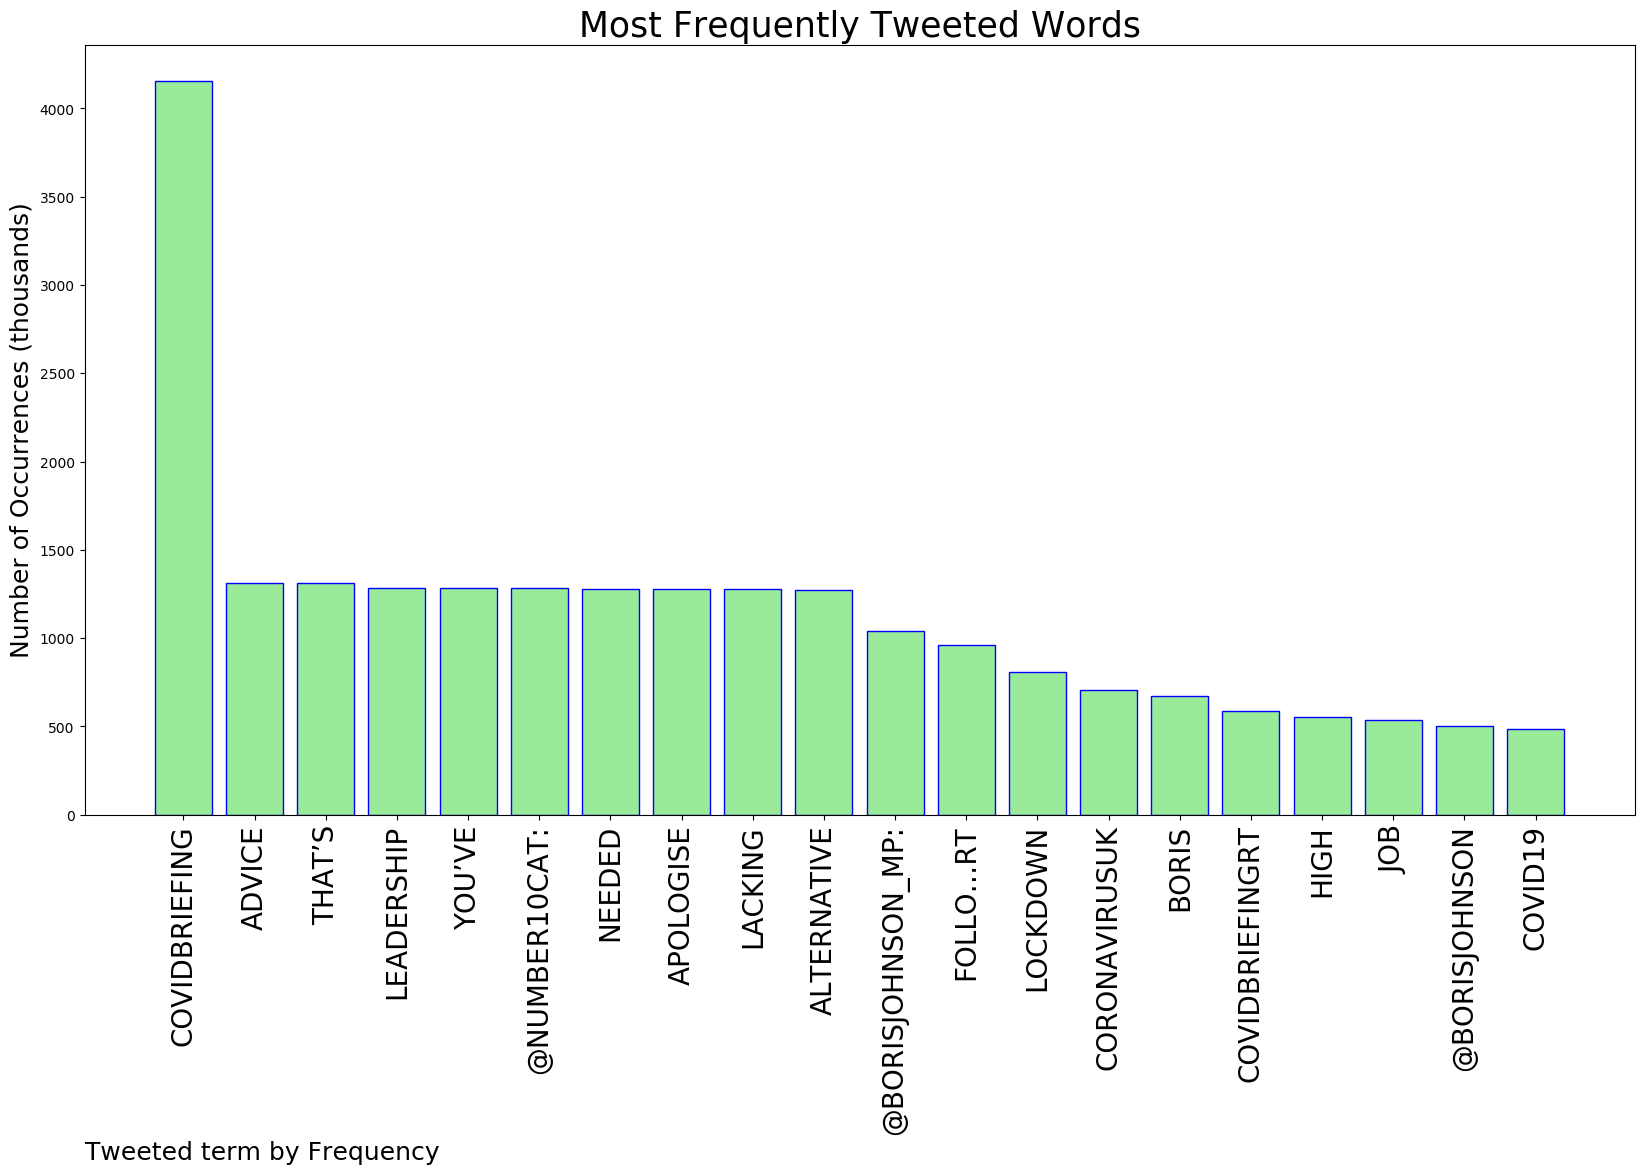 Most Frequently Tweeted Words
Number of Occurrences (thousands)
4000
3500
3000
2500
2000
1500
1000
500
0
COVIDBRIEFING
ADVICE
THAT’S
LEADERSHIP
YOU’VE
@NUMBER10CAT:
NEEDED
APOLOGISE
LACKING
ALTERNATIVE
@BORISJOHNSON_MP:
FOLLO…RT
LOCKDOWN
CORONAVIRUSUK
BORIS
COVIDBRIEFINGRT
HIGH
JOB
@BORISJOHNSON
COVID19
Tweeted term by Frequency